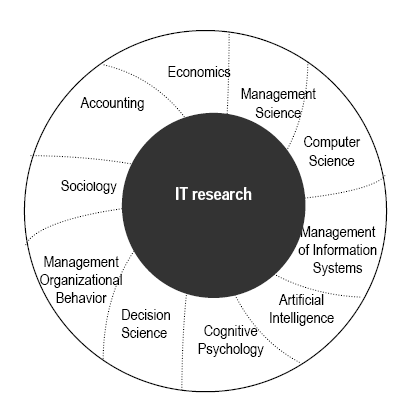 Economics
Management
Science
Computer
Science
Management
of Information
Systems
Artificial
Intelligence
Cognitive
Psychology
Decision
Science
Management
Organizational
Behavior
Sociology
Accounting
IT research